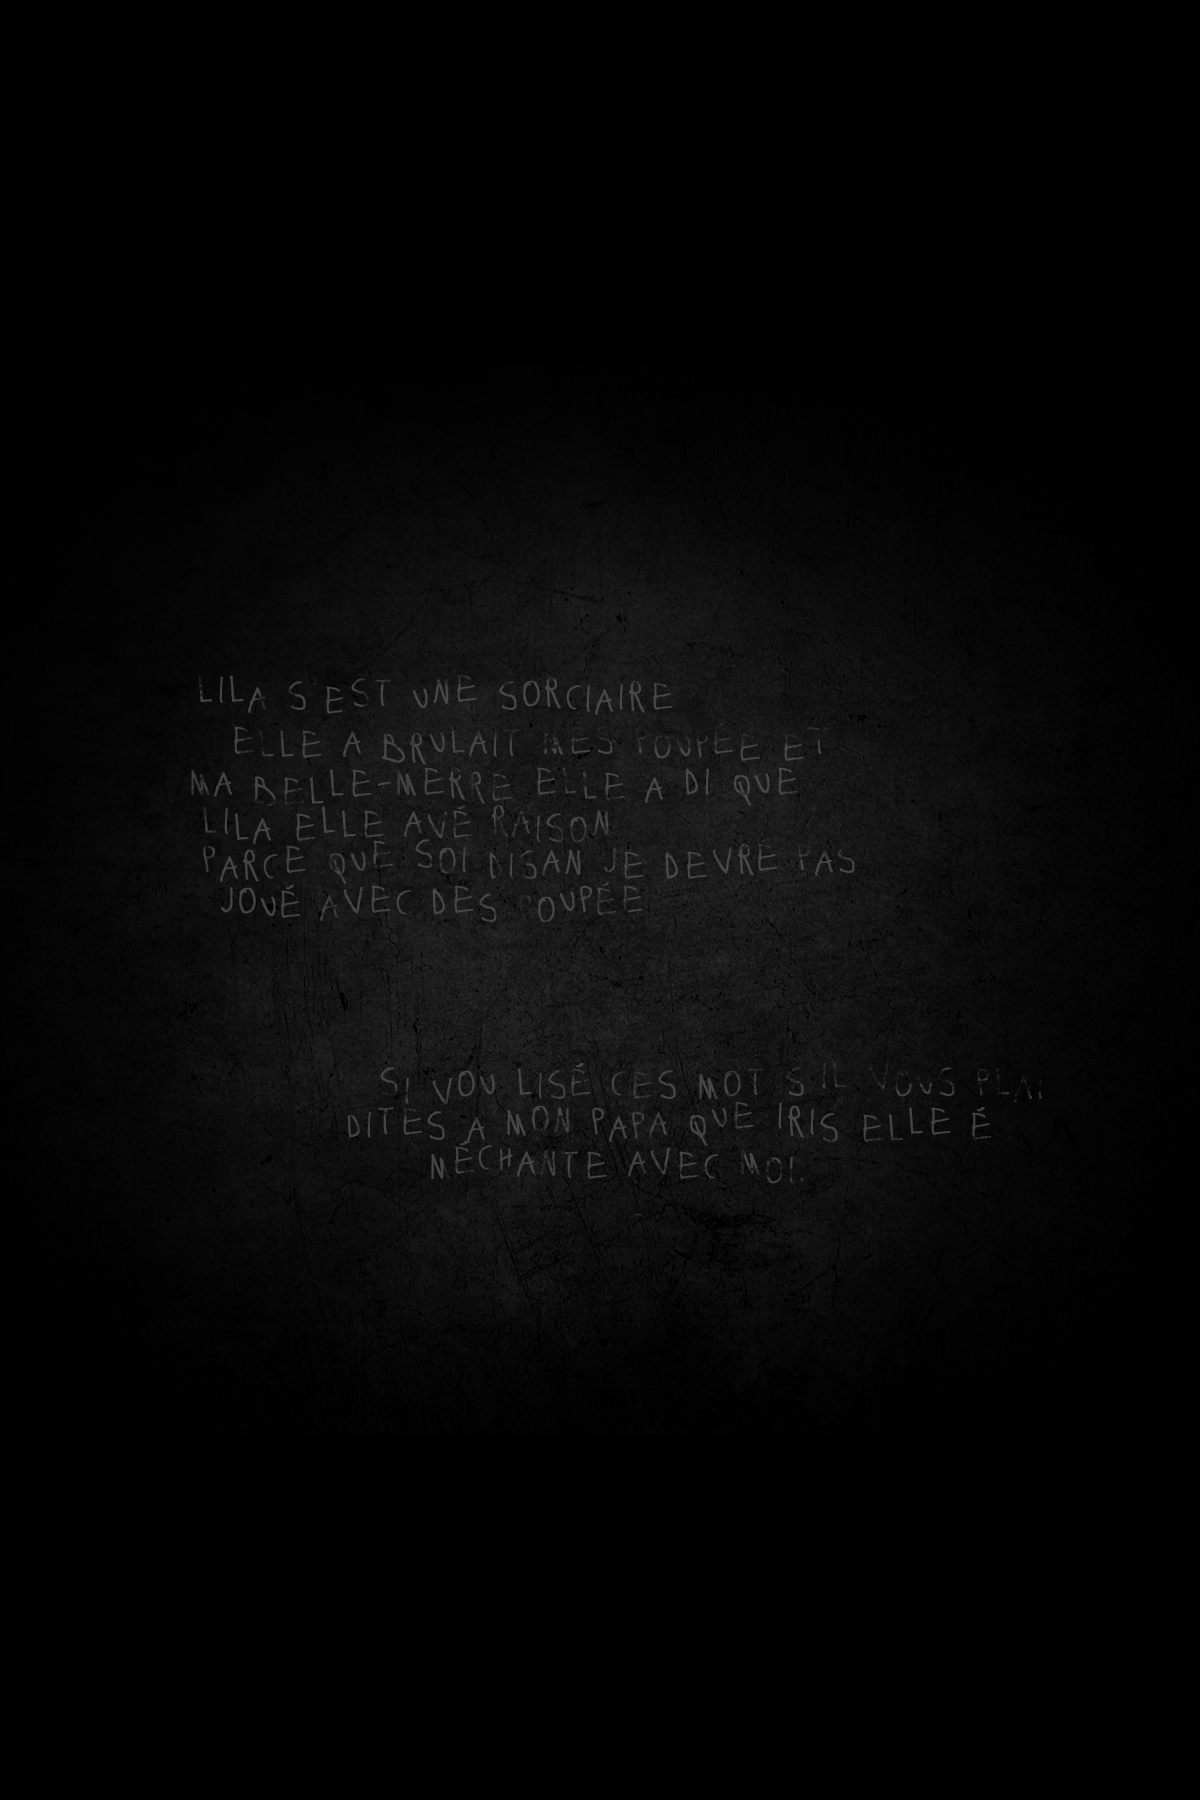 LILA S'EST UNE SORCIAIRE
ELLE A BRULAIT MES POUPÉE ET
MA BELLE-MERRE ELLE A DI QUE
LILA ELLE AVÉ RAISON
PARCE QUE SOI DISAN JE DEVRÉ PAS
JOUÉ AVEC DES POUPÉE
SI VOU LISÉ CES MOT S'IL VOUS PLAI
DITES A MON PAPA QUE IRIS ELLE É
MÉCHANTE AVEC MOI.